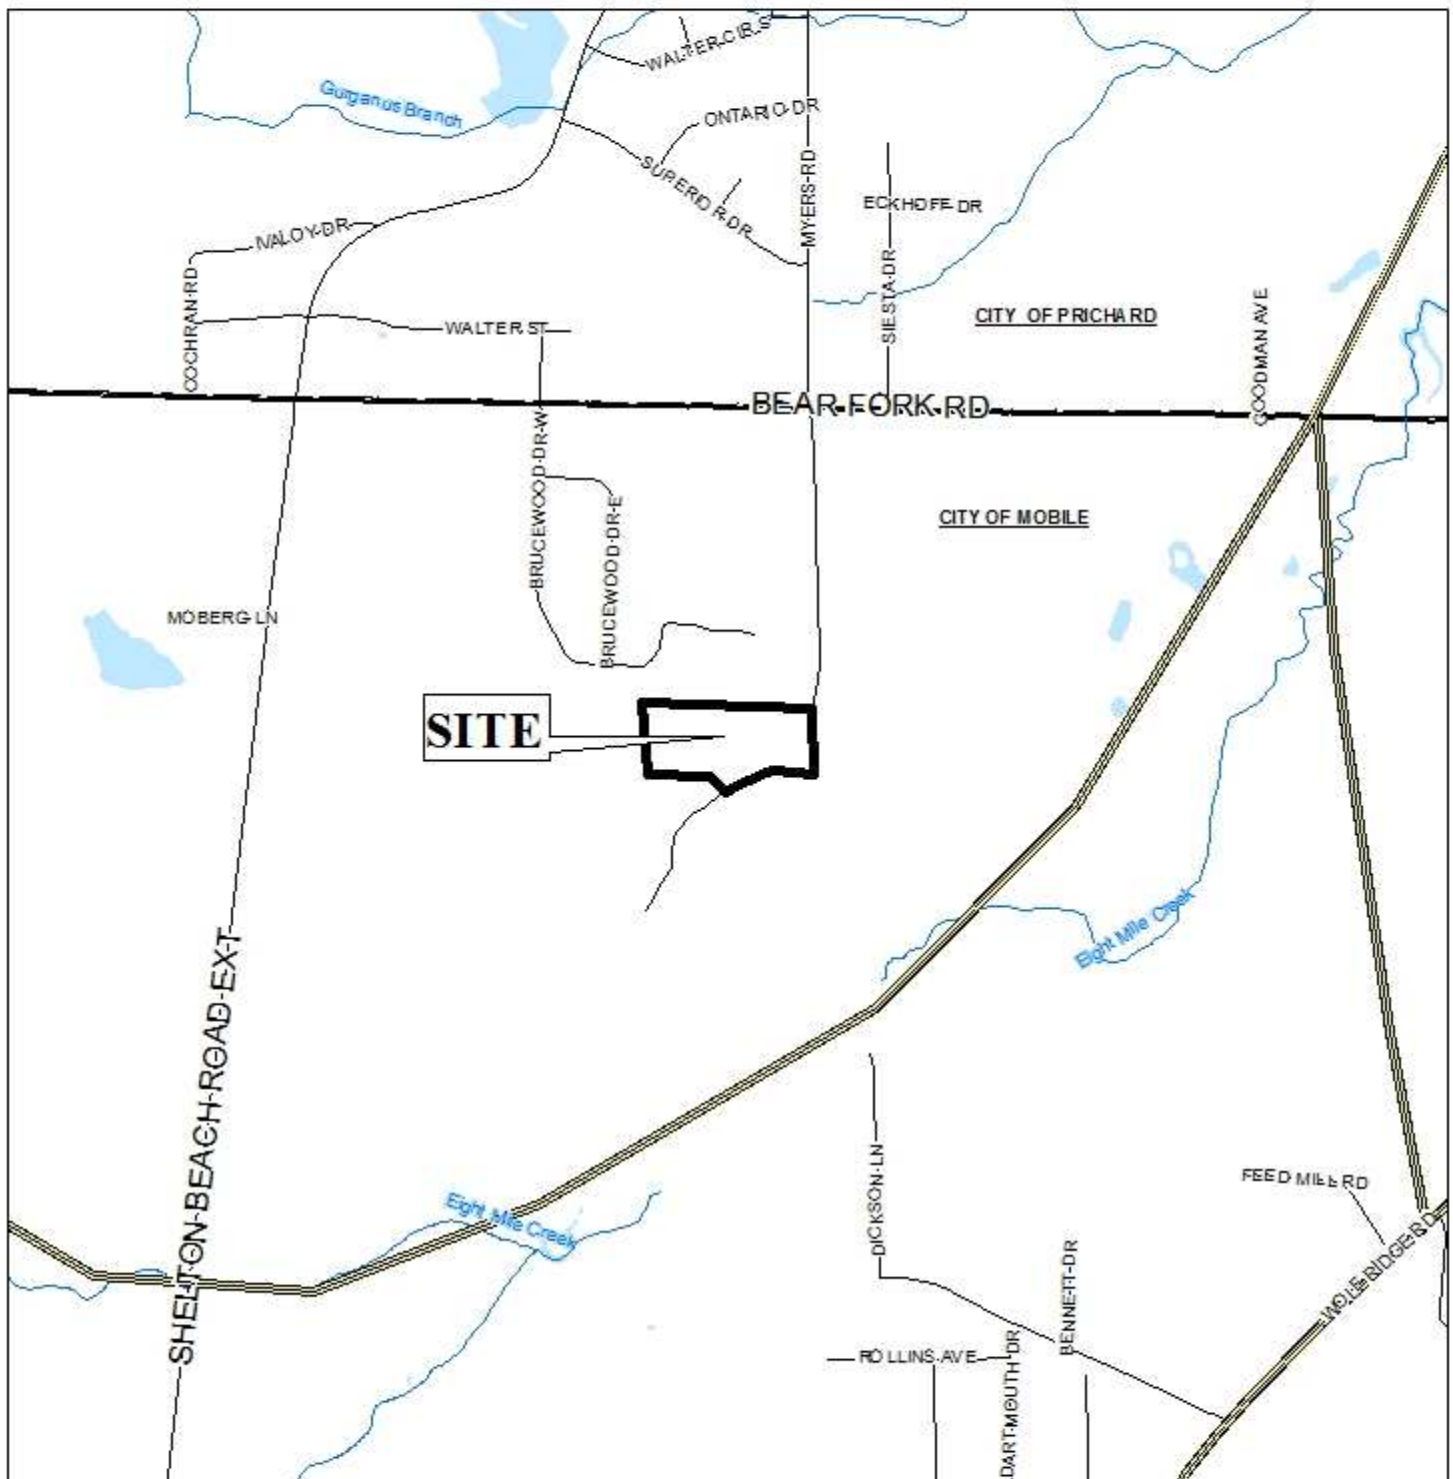 WALTER CIR S
Gurganus Branch
ONTARIO DR
SUPERIOR DR
MYERS RD
ECKHOFF DR
IVALOY DR
COCHRAN RD
SIESTA DR
CITY OF PRICHARD
GOODMAN AVE
WALTER ST
BEAR FORK RD
BRUCEWOOD DR W
BRUCEWOOD DR E
CITY OF MOBILE
MOBERG LN
SITE
Eight Mile Creek
SHELTON BEACH ROAD EXT
Eight Mile Creek
DICKSON LN
FEED MILL RD
WOLF RIDGE RD
BENNETT DR
ROLLINS AVE
DARTMOUTH DR